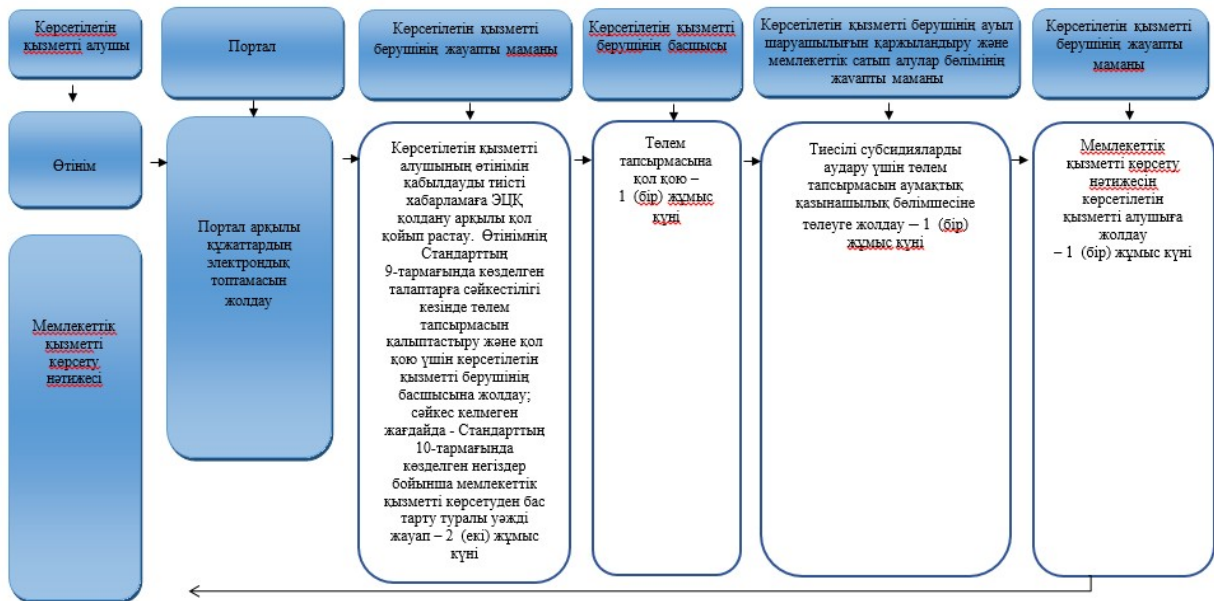 Көрсетілетін
қызметті алушы
Портал
Көрсетілетін қызметті
берушінің жауапты маманы
Көрсетілетін қызметті
берушінің басшысы
Көрсетілетін қызметті берушінің ауыл
шаруашылығын қаржыландыру және
мемлекеттік сатып алулар бөлімінің
жауапты маманы
Көрсетілетін қызметті
берушінің жауапты
маманы
Өтінім
Портал арқылы
құжаттардың
электрондық
топтамасын
жолдау
Көрсетілетін қызметті
алушының өтінімін
қабылдауды тиісті
хабарламаға ЭЦҚ
қолдану арқылы қол
қойып растау. Өтінімнің
Стандарттың
9-тармағында көзделген
талаптарға сәйкестілігі
кезінде төлем
тапсырмасын
қалыптастыру және қол
қою үшін көрсетілетін
қызметті берушінің
басшысына жолдау;
сәйкес келмеген
жағдайда - Стандарттың
10-тармағында
көзделген негіздер
бойынша мемлекеттік
қызметті көрсетуден бас
тарту туралы уәжді
жауап – 2 (екі) жұмыс
күні
Төлем
тапсырмасына
қол қою –
1 (бір) жұмыс
күні
Тиесілі субсидияларды
аудару үшін төлем
тапсырмасын аумақтық
қазынашылық бөлімшесіне
төлеуге жолдау – 1 (бір)
жұмыс күні
Мемлекеттік
қызметті көрсету
нәтижесін
көрсетілетін
қызметті алушыға
жолдау
– 1 (бір) жұмыс күні
Мемлекеттік
қызметті
көрсету
нәтижесі